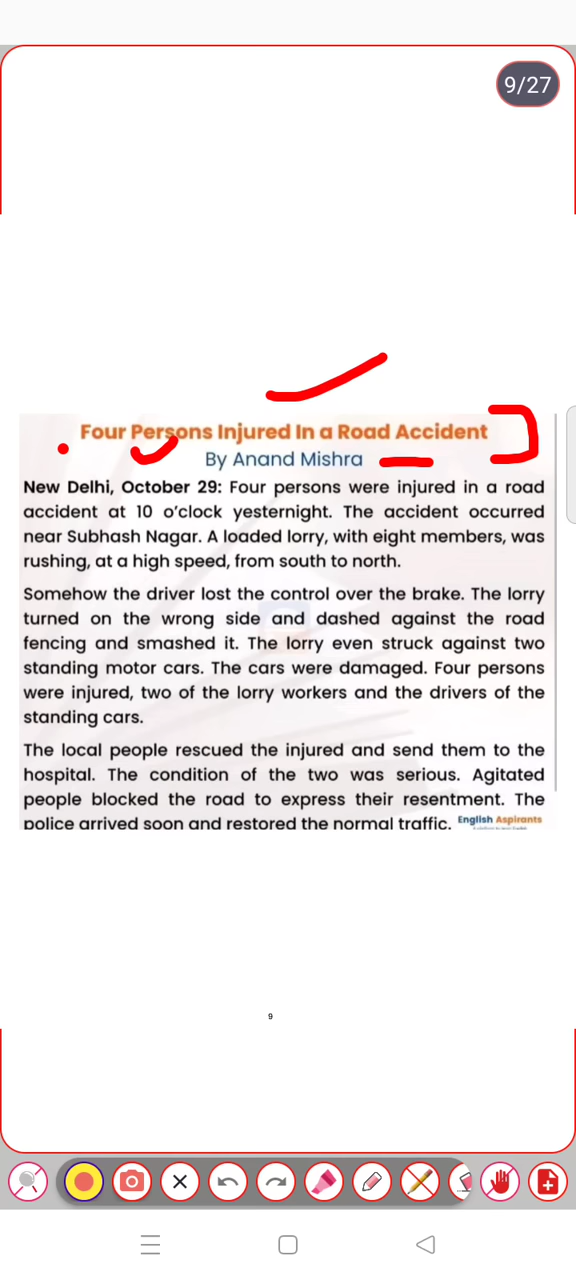 9/27
Four Persons Injured In a Road Accident
By Anand Mishra
New Delhi, October 29: Four persons were injured in a road
accident at 10 o'clock yesternight. The accident occurred
near Subhash Nagar. A loaded lorry, with eight members, was
rushing, at a high speed, from south to north.
Somehow the driver lost the control over the brake. The lorry
turned on the wrong side and dashed against the road
fencing and smashed it. The lorry even struck against two
standing motor cars. The cars were damaged. Four persons
were injured, two of the lorry workers and the drivers of the
standing cars.
The local people rescued the injured and send them to the
hospital. The condition of the two was serious. Agitated
people blocked the road to express their resentment. The
police arrived soon and restored the normal traffic. English Aspirants
9